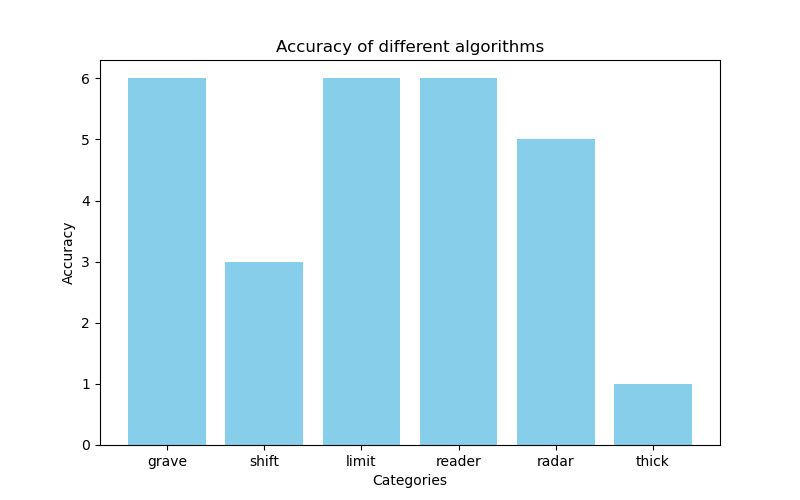 Accuracy of different algorithms
6
5
4
3
2
1
0
Accuracy
grave shift limit reader radar thick
Categories